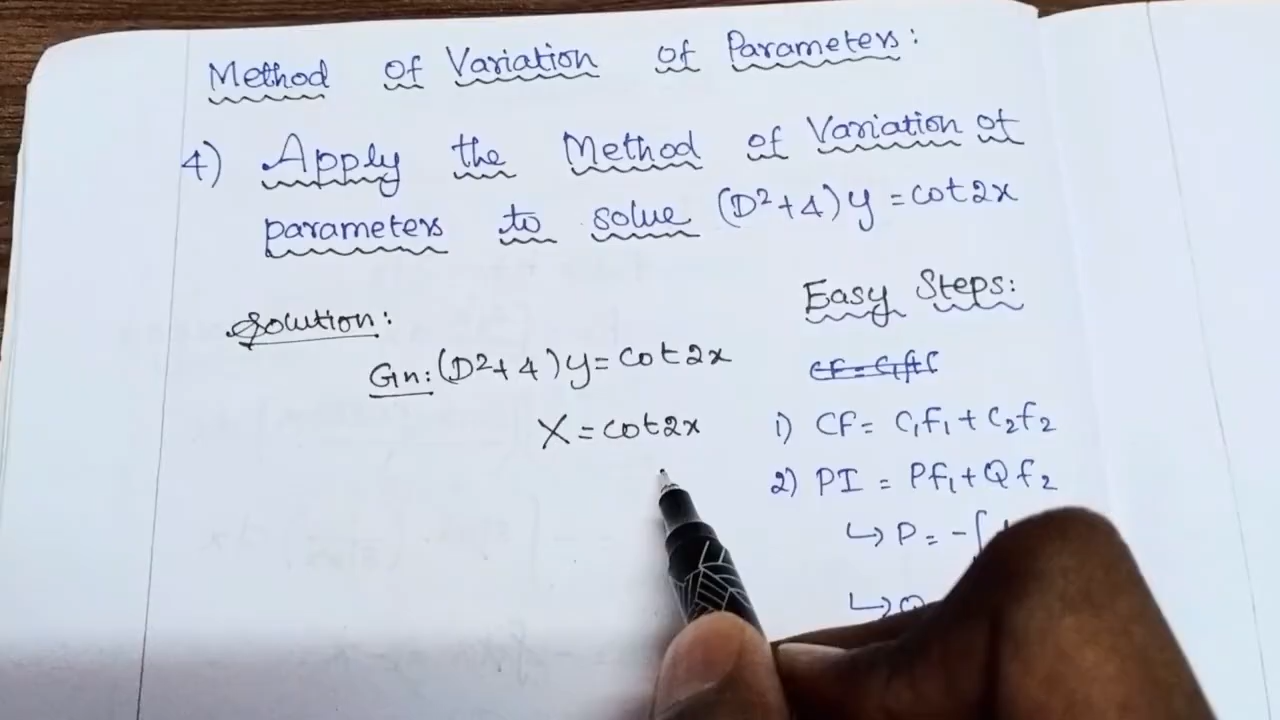 Method of Variation of Parameters:
4) Apply the Method of Variation of
parameters to solve (D²+4)y = cot2x
Solution:
Gn: (D²+4)y = cot2x
X = cot2x
Easy Steps:
1) CF = C₁f₁ + C₂f₂
2) PI = Pf₁ + Qf₂
↳ P = -∫
↳ Q